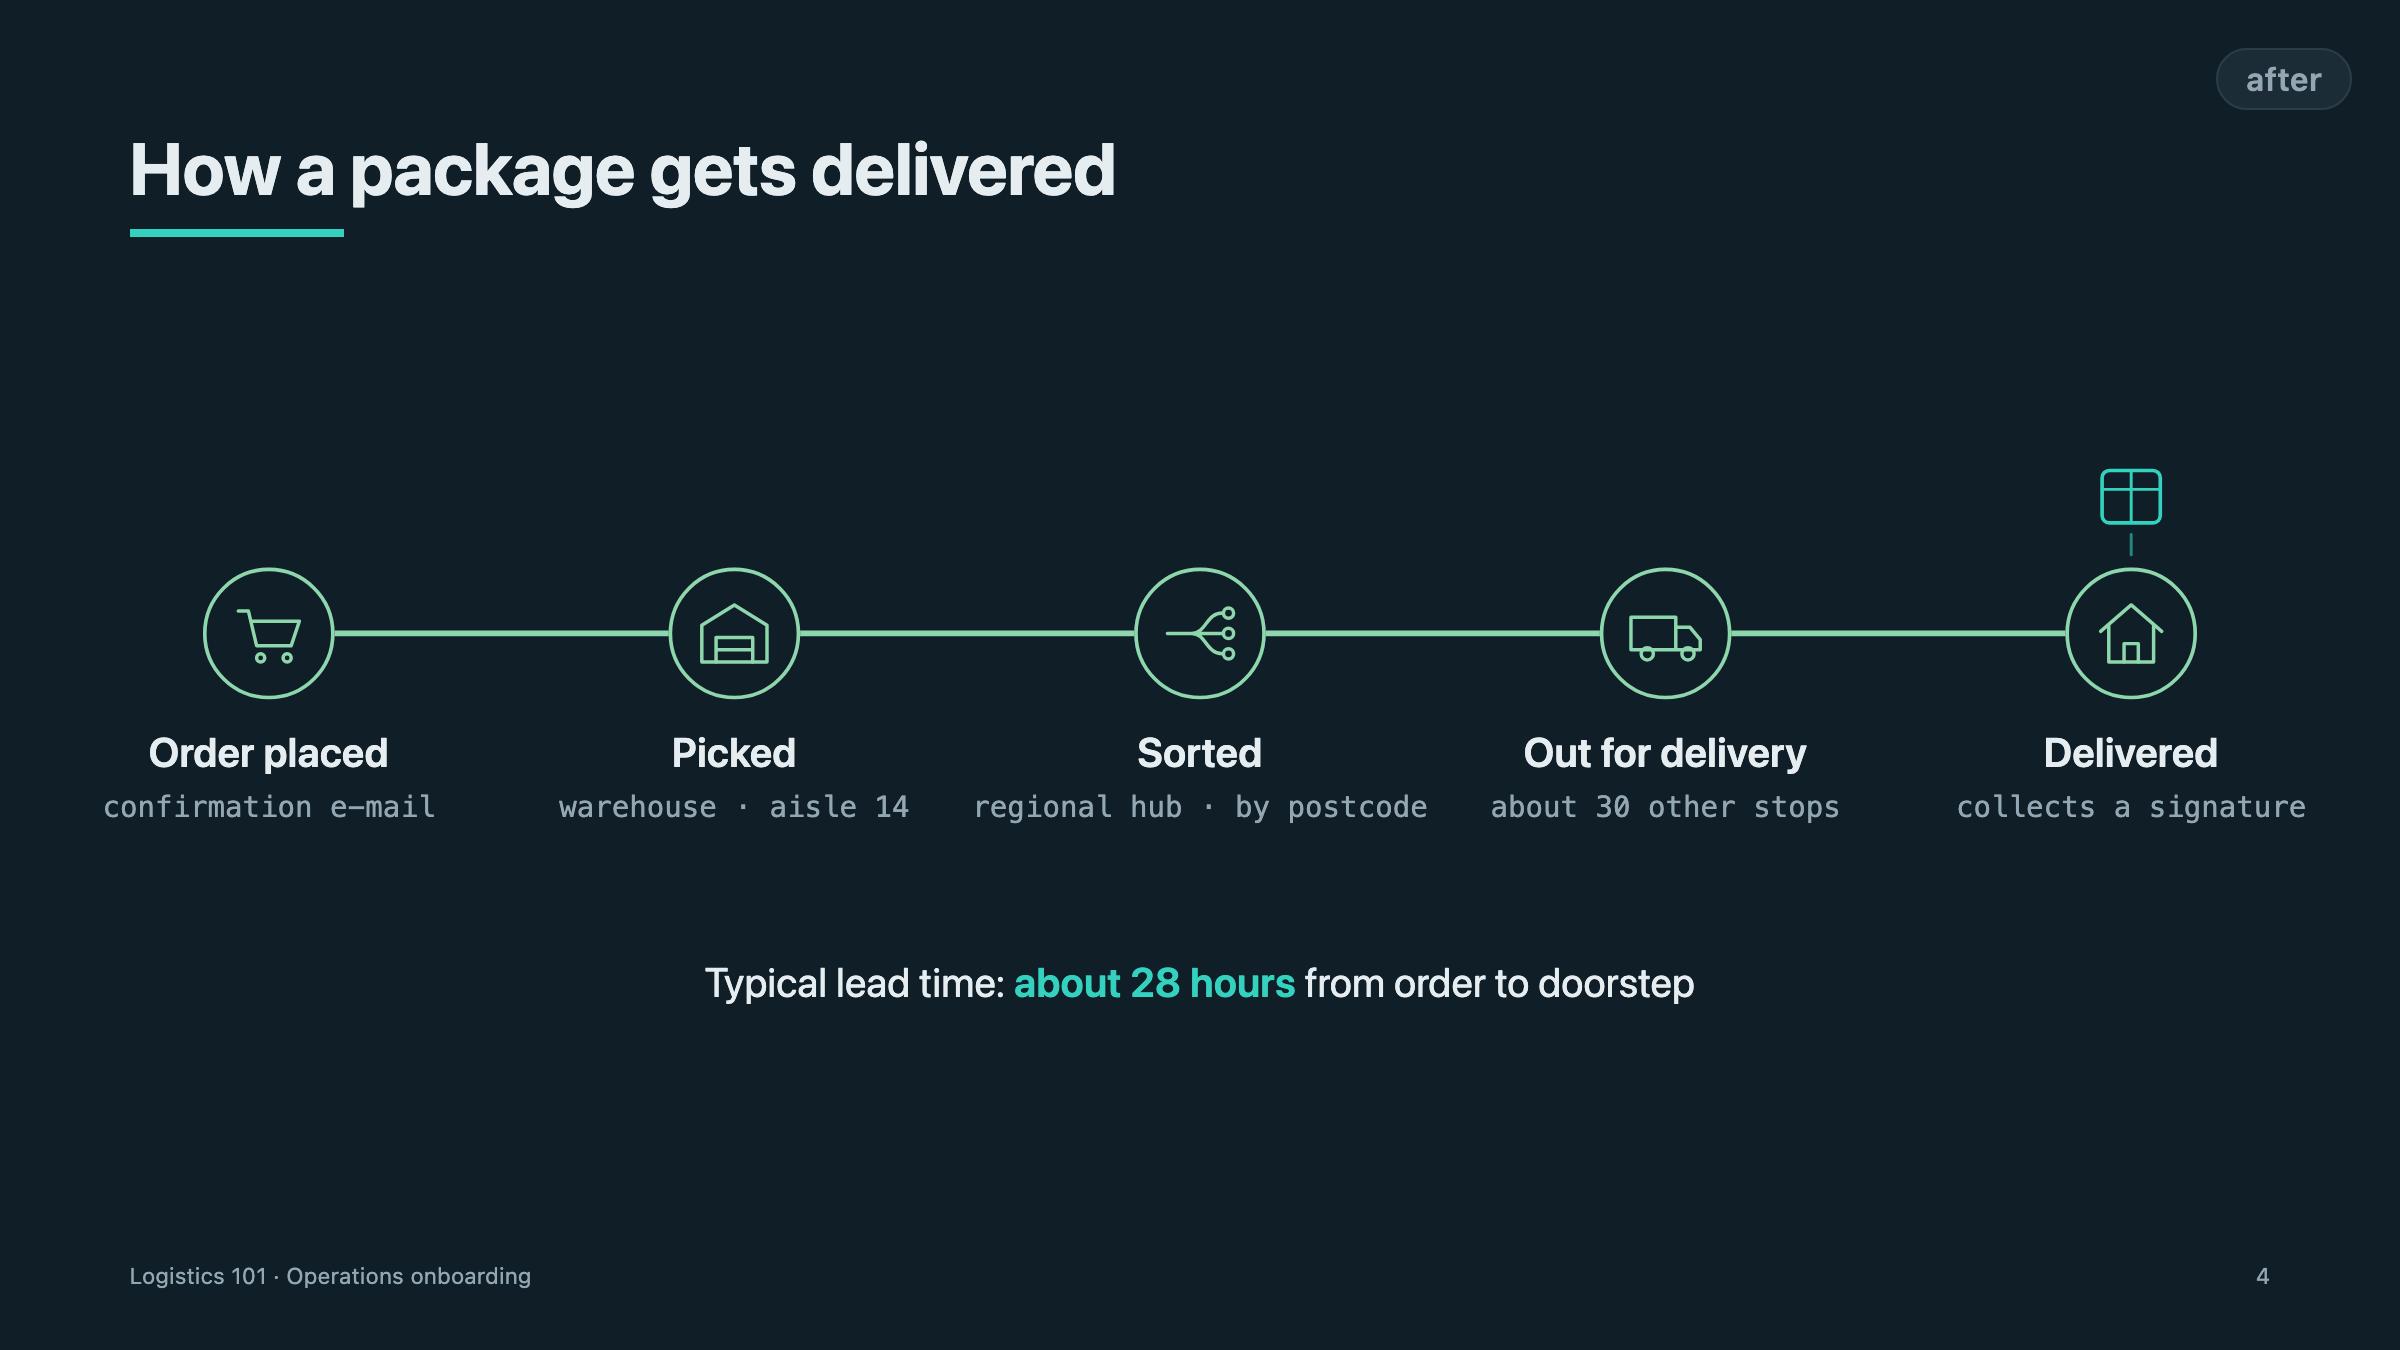 after
How a package gets delivered
Order placed
confirmation e-mail
Picked
warehouse · aisle 14
Sorted
regional hub · by postcode
Out for delivery
about 30 other stops
Delivered
collects a signature
Typical lead time: about 28 hours from order to doorstep
Logistics 101 · Operations onboarding
4